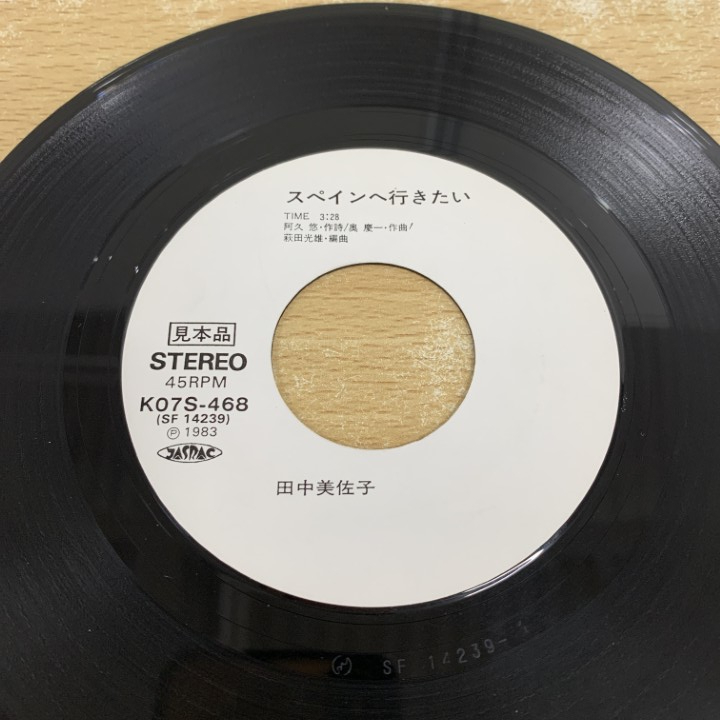 スペインへ行きたい
TIME 3:28
阿久 悠・作詩/奥 慶一・作曲/
萩田光雄・編曲
見本品
STEREO
45RPM
K07S-468
(SF 14239)
Ⓟ 1983
JASRAC
田中美佐子
SF 14239-1